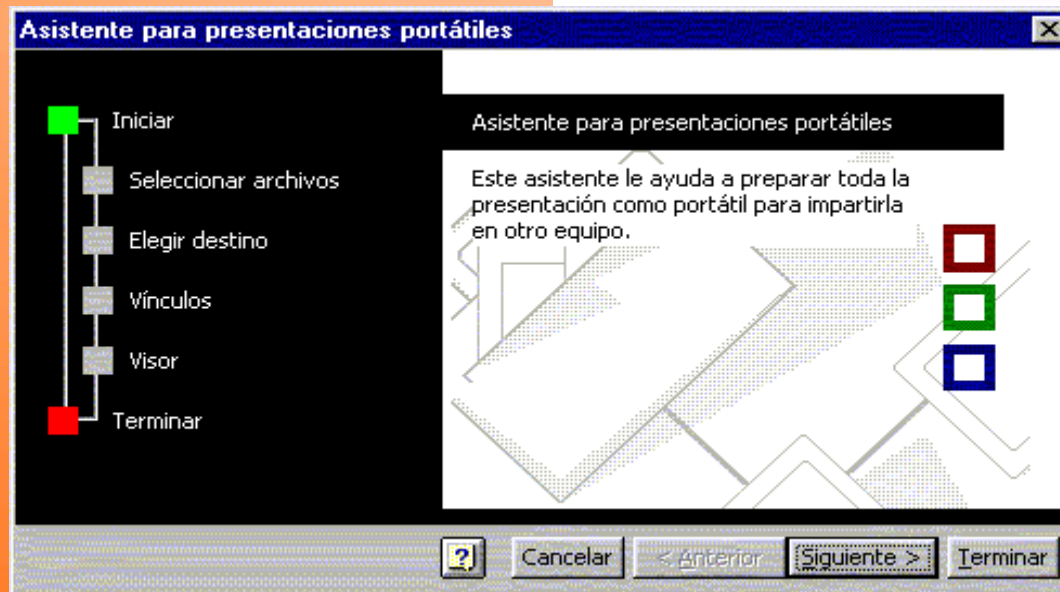 Asistente para presentaciones portátiles
Iniciar
Seleccionar archivos
Elegir destino
Vínculos
Visor
Terminar
Asistente para presentaciones portátiles
Este asistente le ayuda a preparar toda la
presentación como portátil para impartirla
en otro equipo.
? Cancelar < Anterior Siguiente > Terminar